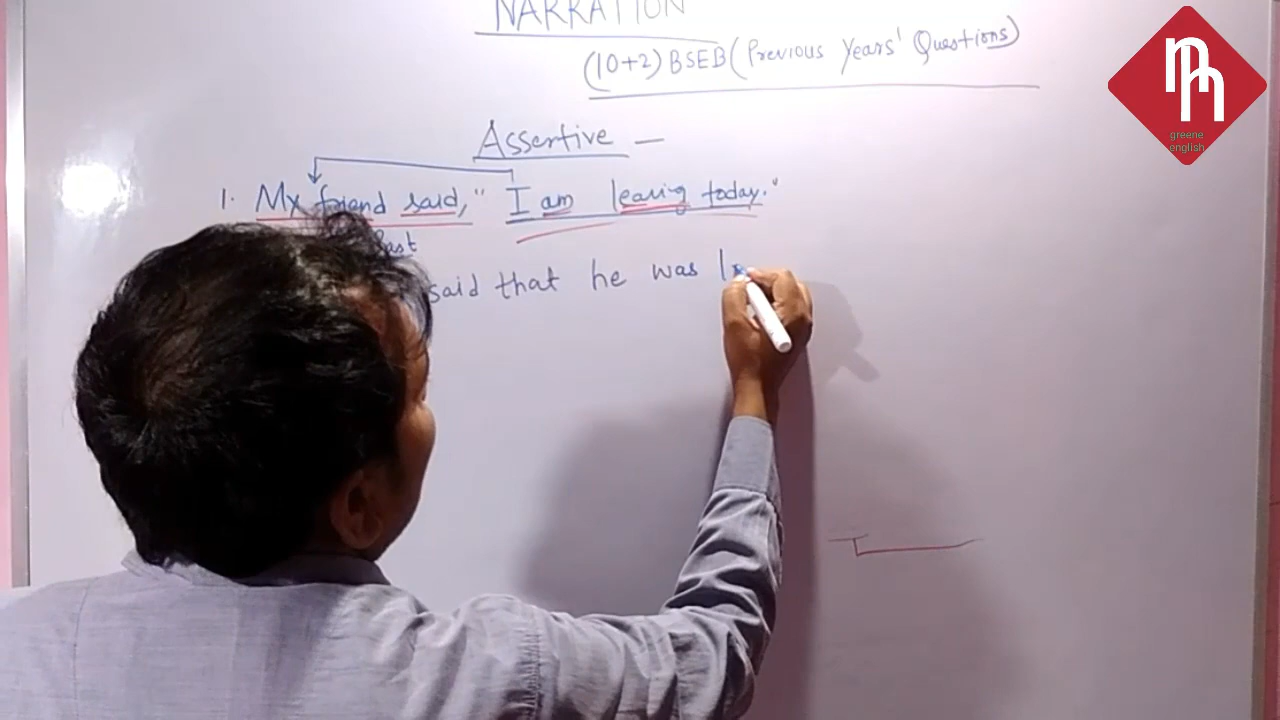 NARRATION
(10+2) BSEB (Previous Years' Questions)
Assertive —
1. My friend said, "I am leaving today."
said that he was
greene
english